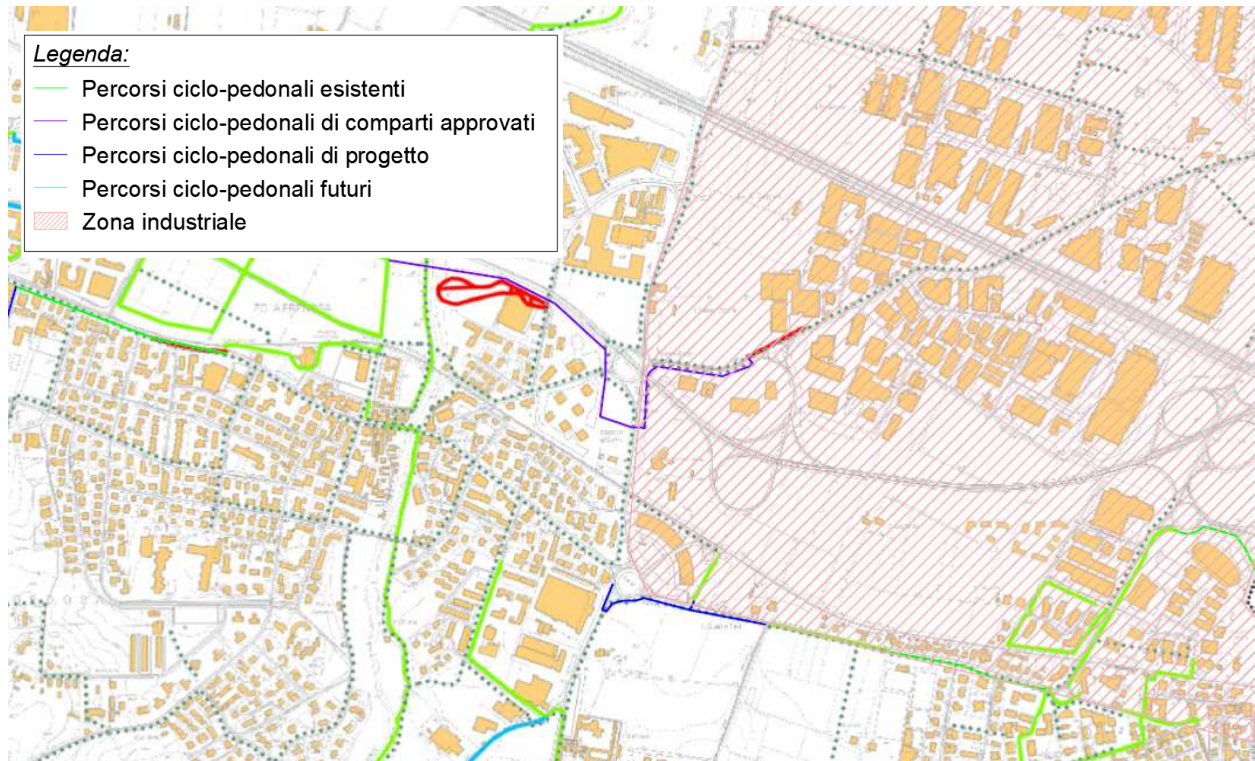 Legenda:
Percorsi ciclo-pedonali esistenti
Percorsi ciclo-pedonali di comparti approvati
Percorsi ciclo-pedonali di progetto
Percorsi ciclo-pedonali futuri
Zona industriale